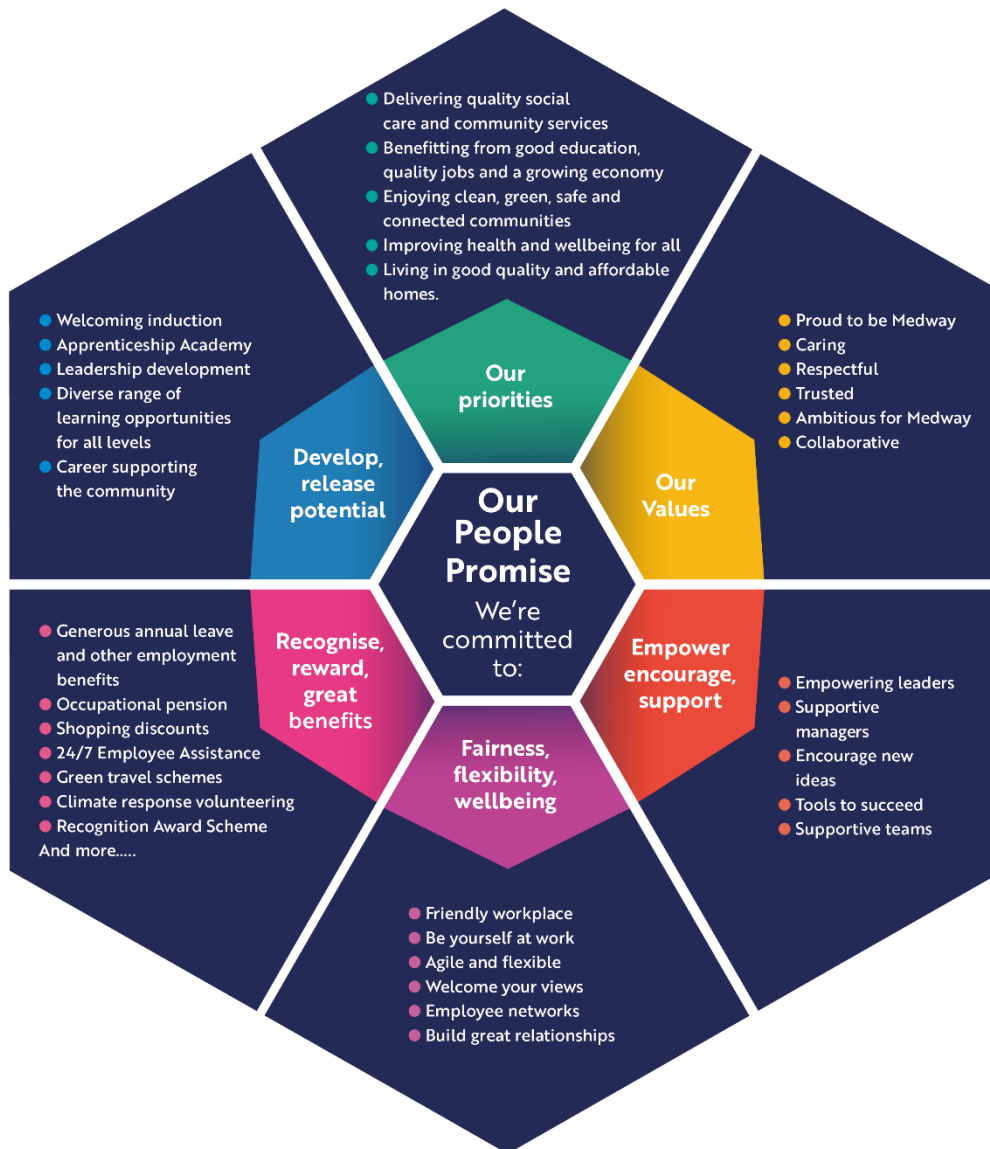 Our
People
Promise
We're
committed
to:
Our
priorities
Delivering quality social
care and community services
Benefitting from good education,
quality jobs and a growing economy
Enjoying clean, green, safe and
connected communities
Improving health and wellbeing for all
Living in good quality and affordable
homes.
Our
Values
Proud to be Medway
Caring
Respectful
Trusted
Ambitious for Medway
Collaborative
Empower
encourage,
support
Empowering leaders
Supportive
managers
Encourage new
ideas
Tools to succeed
Supportive teams
Fairness,
flexibility,
wellbeing
Friendly workplace
Be yourself at work
Agile and flexible
Welcome your views
Employee networks
Build great relationships
Recognise,
reward,
great
benefits
Generous annual leave
and other employment
benefits
Occupational pension
Shopping discounts
24/7 Employee Assistance
Green travel schemes
Climate response volunteering
Recognition Award Scheme
And more.....
Develop,
release
potential
Welcoming induction
Apprenticeship Academy
Leadership development
Diverse range of
learning opportunities
for all levels
Career supporting
the community